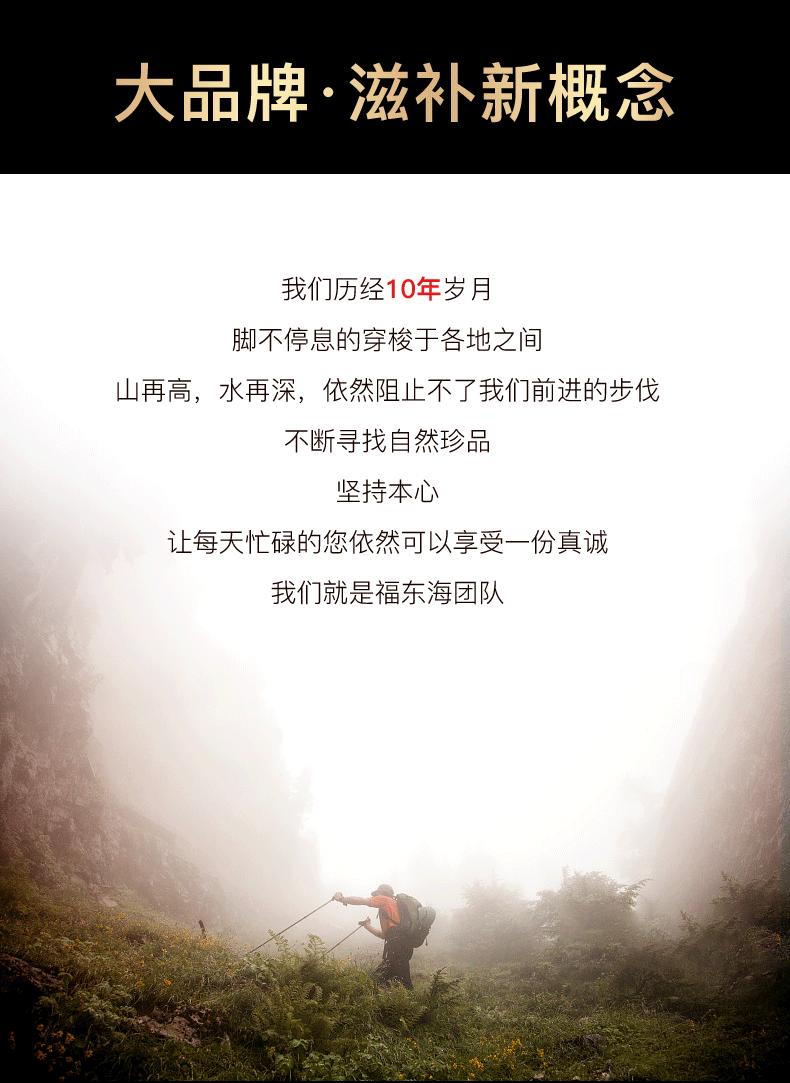 大品牌·滋补新概念
我们历经10年岁月
脚不停息的穿梭于各地之间
山再高，水再深，依然阻止不了我们前进的步伐
不断寻找自然珍品
坚持本心
让每天忙碌的您依然可以享受一份真诚
我们就是福东海团队